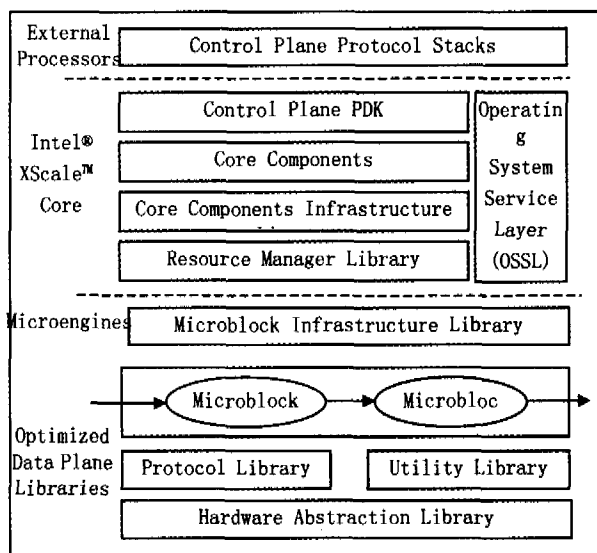 External
Processors
Control Plane Protocol Stacks
Intel®
XScale™
Core
Control Plane PDK
Core Components
Core Components Infrastructure
Resource Manager Library
Operatin
g
System
Service
Layer
(OSSL)
Microengines
Microblock Infrastructure Library
Microblock
Microbloc
Optimized
Data Plane
Libraries
Protocol Library
Utility Library
Hardware Abstraction Library